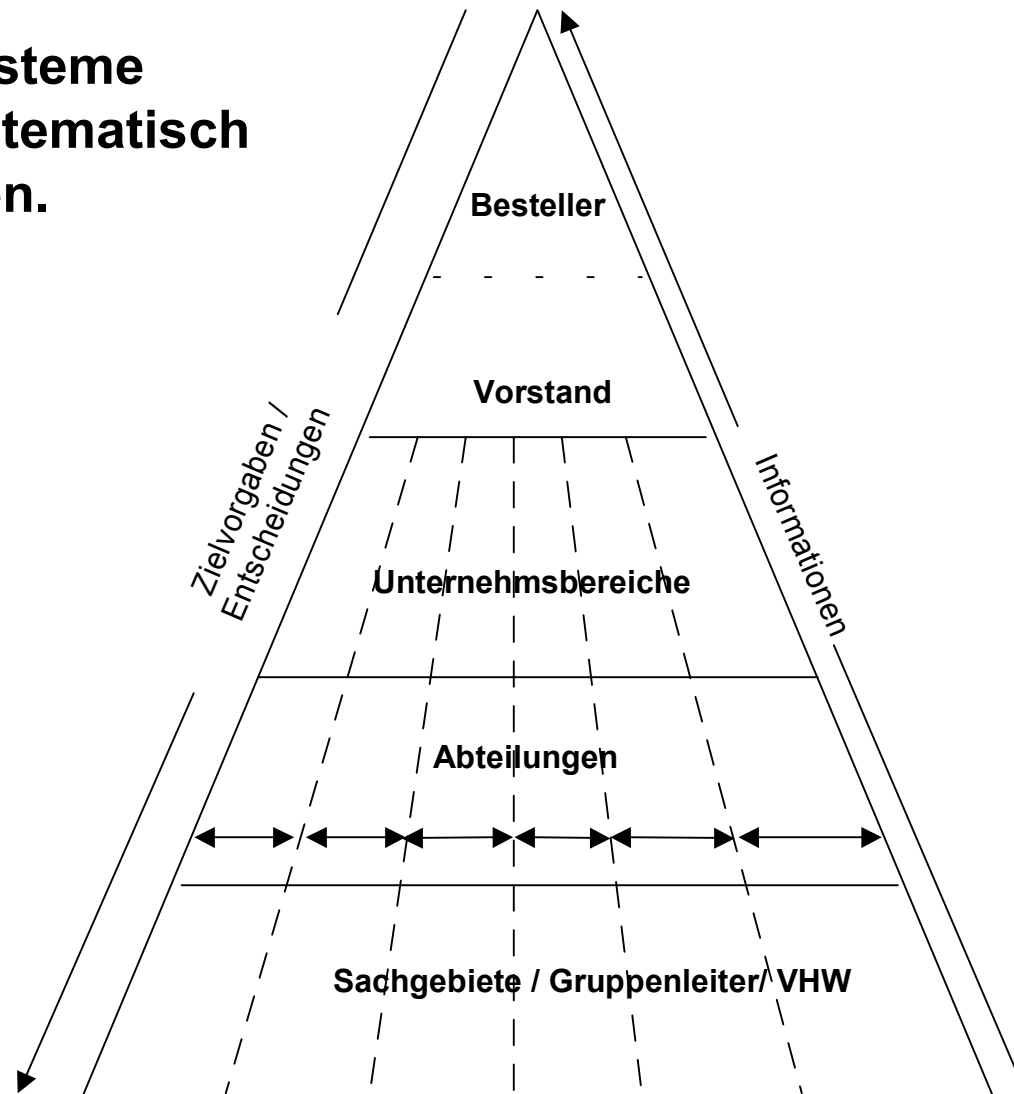 steme
tematisch
n.
Besteller
Vorstand
Zielvorgaben /
Entscheidungen
Informationen
Unternehmsbereiche
Abteilungen
Sachgebiete / Gruppenleiter/ VHW